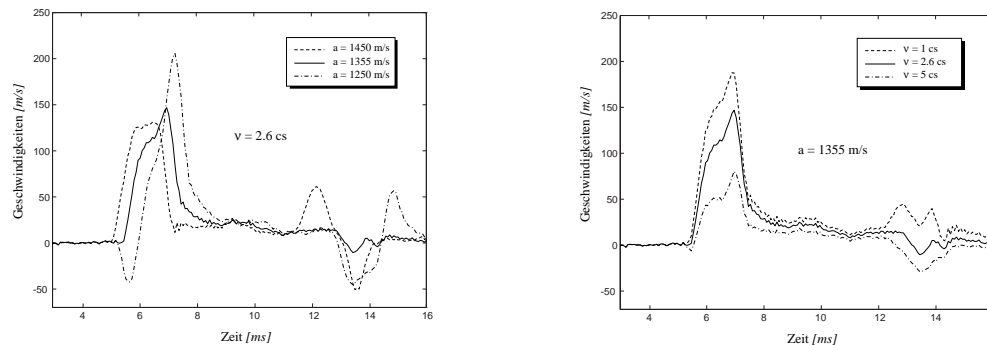 250
200
150
100
50
0
-50
4 6 8 10 12 14 16
Geschwindigkeiten [m/s]
Zeit [ms]
a = 1450 m/s
a = 1355 m/s
a = 1250 m/s
ν = 2.6 cs
250
200
150
100
50
0
-50
4 6 8 10 12 14
Geschwindigkeiten [m/s]
Zeit [ms]
ν = 1 cs
ν = 2.6 cs
ν = 5 cs
a = 1355 m/s